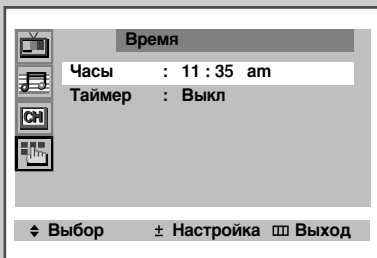 Время
Часы : 11 : 35 am
Таймер : Выкл
CH
Выбор ± Настройка Выход